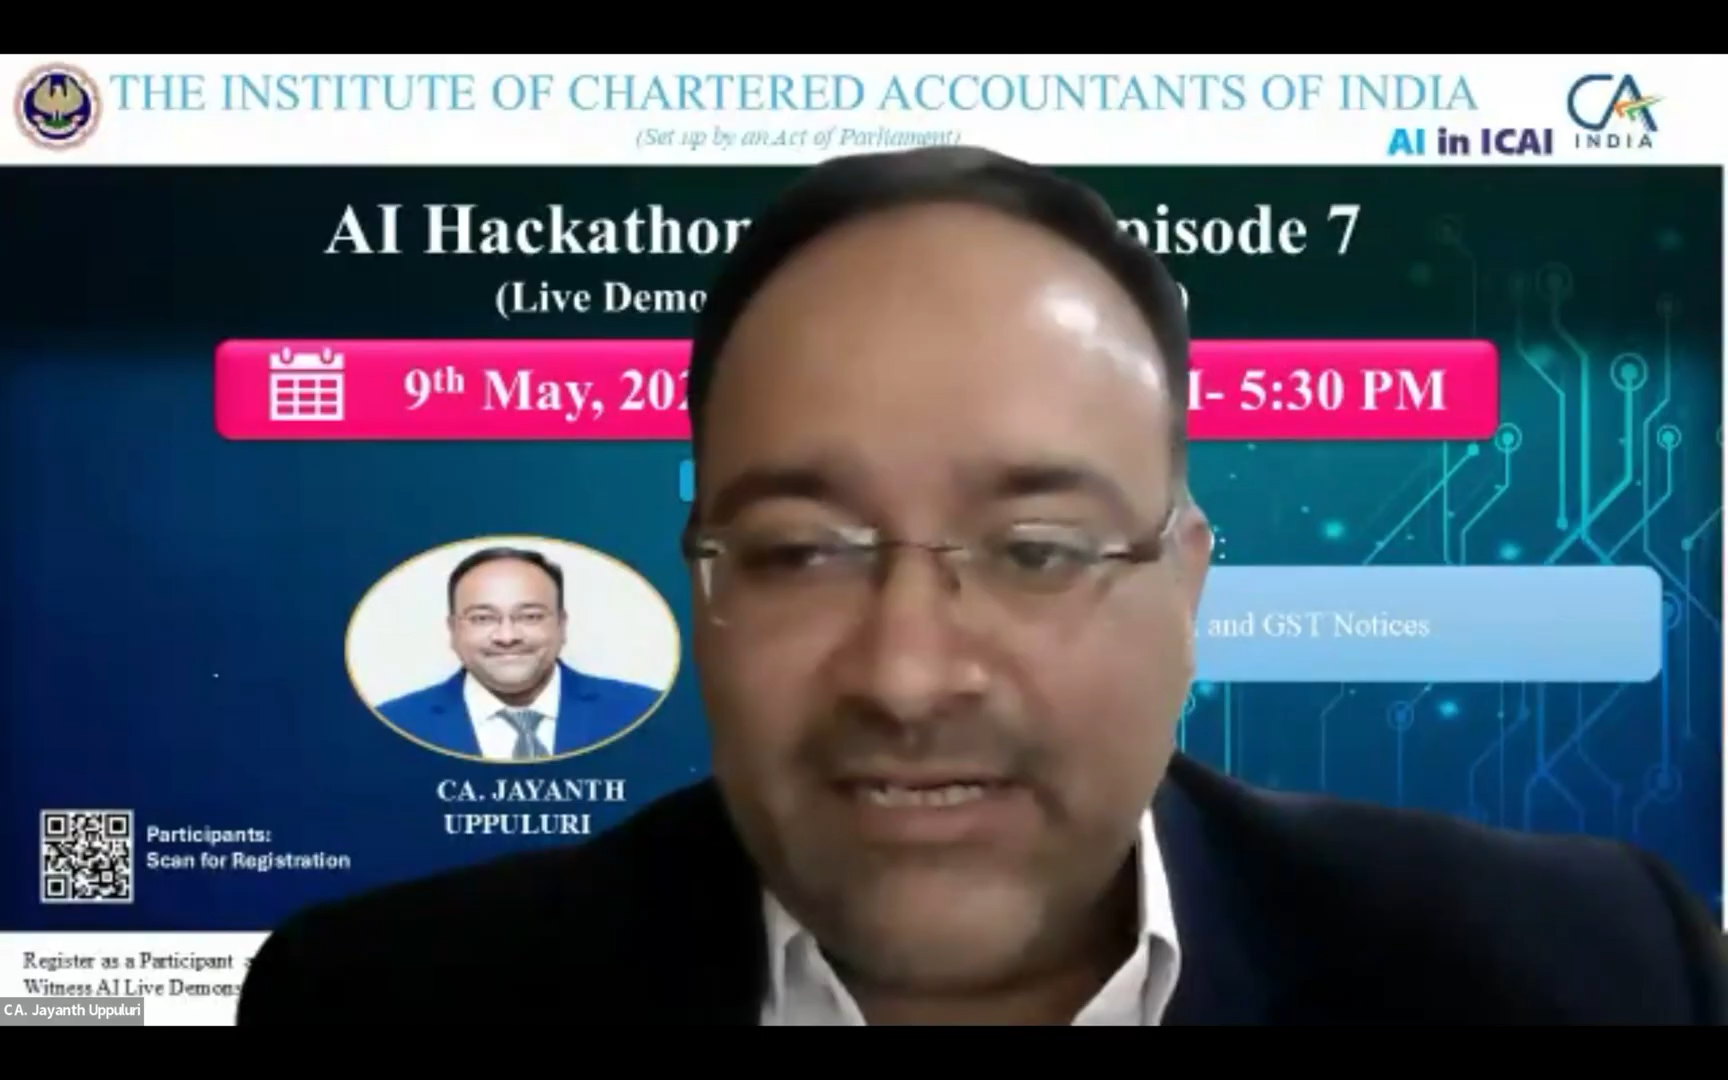 THE INSTITUTE OF CHARTERED ACCOUNTANTS OF INDIA
(Set up by an Act of Parliament)
AI in ICAI
CA
INDIA
AI Hackathon Episode 7
(Live Demo )
9th May, 202 - 5:30 PM
and GST Notices
CA. JAYANTH
UPPULURI
Participants:
Scan for Registration
Register as a Participant
Witness AI Live Demons
CA. Jayanth Uppuluri